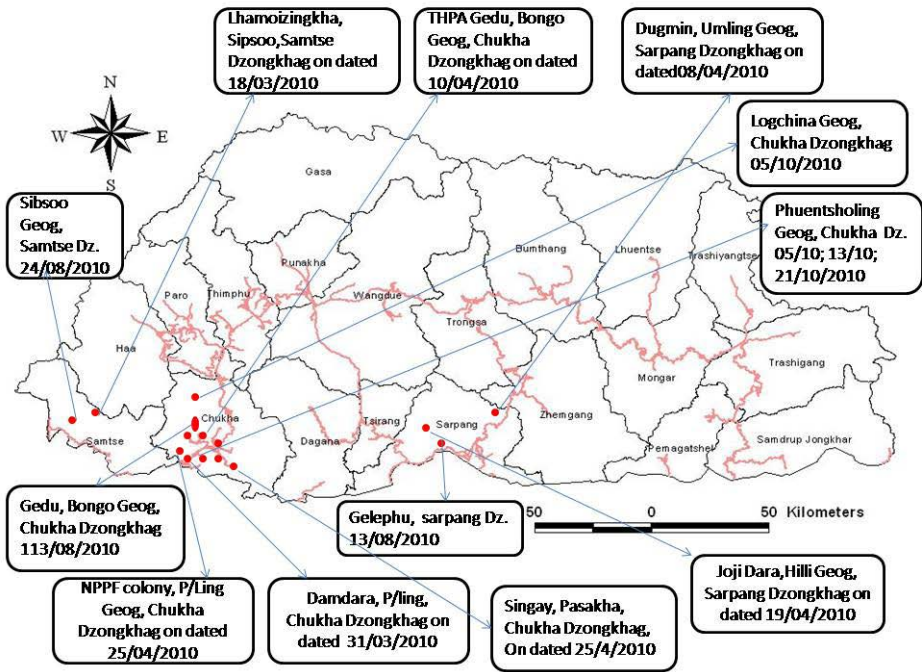 Lhamoizingkha,
Sipsoo,Samtse
Dzongkhag on dated
18/03/2010
THPA Gedu, Bongo
Geog, Chukha
Dzongkhag on dated
10/04/2010
Dugmin, Umling Geog,
Sarpang Dzongkhag on
dated08/04/2010
Logchina Geog,
Chukha Dzongkhag
05/10/2010
Phuentsholing
Geog, Chukha Dz.
05/10; 13/10;
21/10/2010
Sibsoo
Geog,
Samtse Dz.
24/08/2010
N
W
E
S
Gasa
Punakha
Bumthang
Lhuentse
Trashiyangtse
Paro
Thimphu
Wangdue
Trongsa
Haa
Mongar
Trashigang
Chukha
Samtse
Dagana
Tsirang
Sarpang
Zhemgang
Pemagatshel
Samdrup Jongkhar
Gedu, Bongo Geog,
Chukha Dzongkhag
113/08/2010
Gelephu, sarpang Dz.
13/08/2010
50 0 50 Kilometers
NPPF colony, P/Ling
Geog, Chukha
Dzongkhag on dated
25/04/2010
Damdara, P/ling,
Chukha Dzongkhag on
dated 31/03/2010
Singay, Pasakha,
Chukha Dzongkhag,
On dated 25/4/2010
Joji Dara,Hilli Geog,
Sarpang Dzongkhag on
dated 19/04/2010